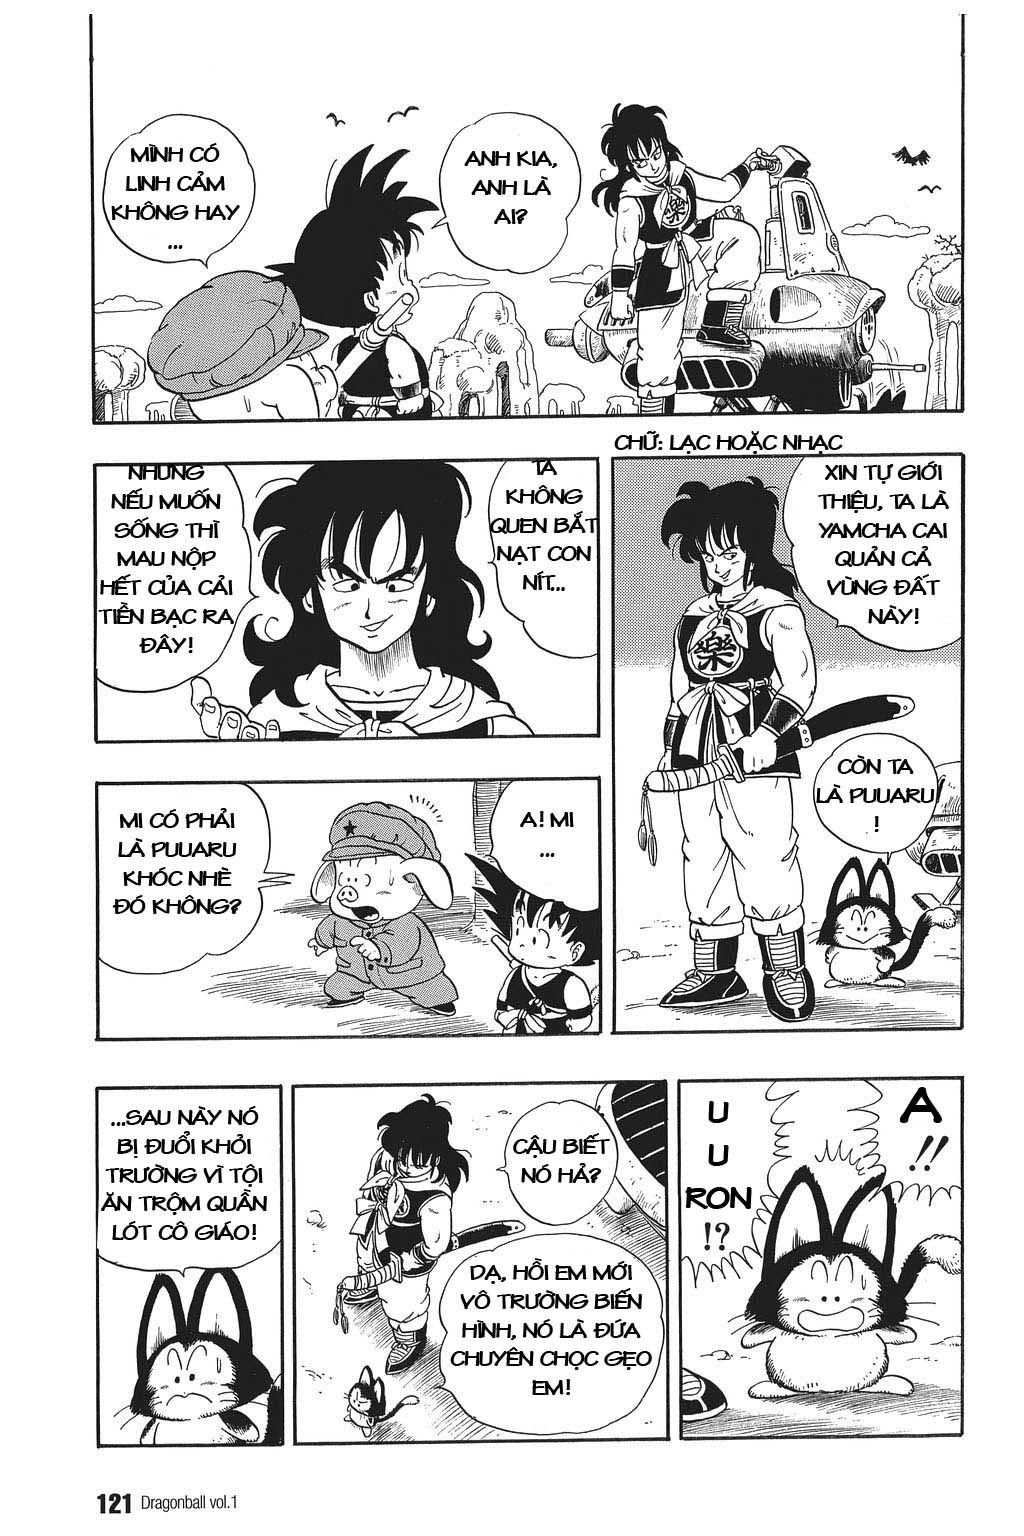 ANH KIA,
ANH LÀ
AI?
MÌNH CÓ
LINH CẢM
KHÔNG HAY
...
樂
CHỮ: LẠC HOẶC NHẠC
XIN TỰ GIỚI
THIỆU, TA LÀ
YAMCHA CAI
QUẢN CẢ
VÙNG ĐẤT
NÀY!
樂
CÒN TA
LÀ PUUARU
!
TA
KHÔNG
QUEN BẮT
NẠT CON
NÍT...
NHƯNG
NẾU MUỐN
SỐNG THÌ
MAU NỘP
HẾT CỦA CẢI
TIỀN BẠC RA
ĐÂY!
A! MI
...
MI CÓ PHẢI
LÀ PUUARU
KHÓC NHÈ
ĐÓ KHÔNG?
A
!!
U
U
RON
!?
CẬU BIẾT
NÓ HẢ?
DẠ, HỒI EM MỚI
VÔ TRƯỜNG BIẾN
HÌNH, NÓ LÀ ĐỨA
CHUYÊN CHỌC GẸO
EM!
...SAU NÀY NÓ
BỊ ĐUỔI KHỎI
TRƯỜNG VÌ TỘI
ĂN TRỘM QUẦN
LÓT CÔ GIÁO!
121 Dragonball vol.1